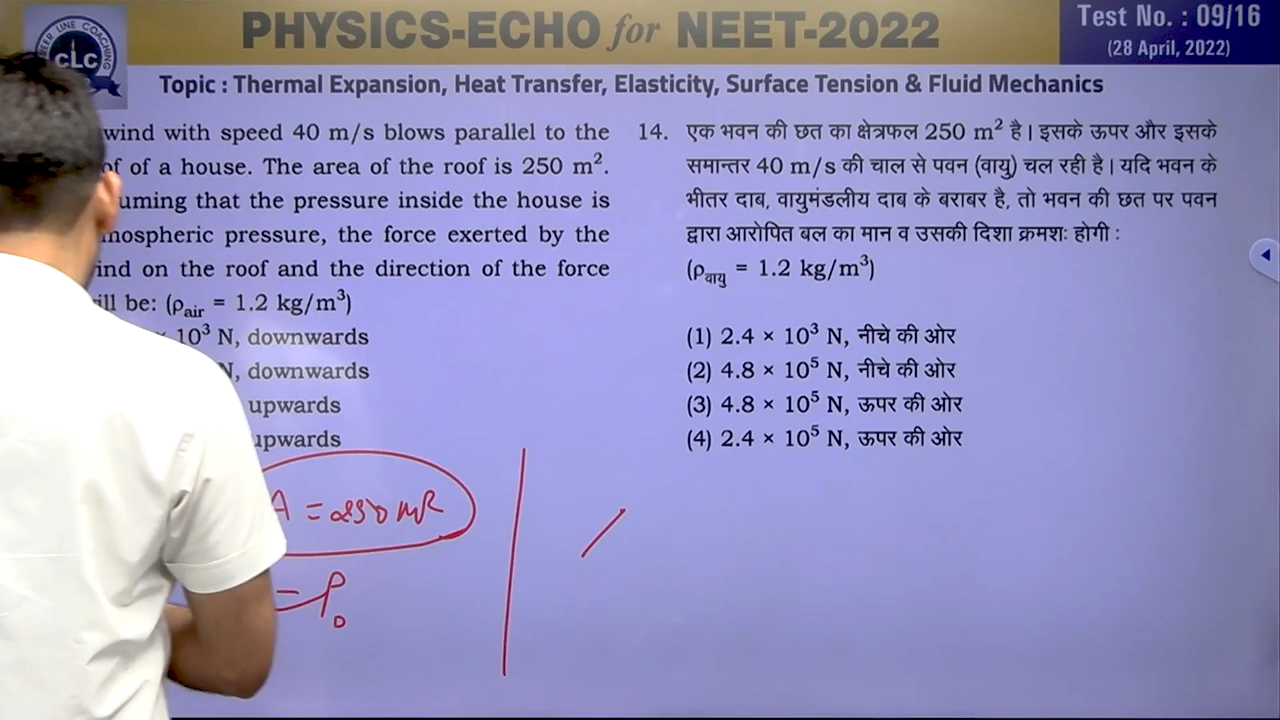 PHYSICS-ECHO for NEET-2022
Test No. : 09/16
(28 April, 2022)
CLC
Topic : Thermal Expansion, Heat Transfer, Elasticity, Surface Tension & Fluid Mechanics
wind with speed 40 m/s blows parallel to the
of a house. The area of the roof is 250 m².
that the pressure inside the house is
pressure, the force exerted by the
on the roof and the direction of the force
be: (ρair = 1.2 kg/m³)
× 10³ N, downwards
N, downwards
upwards
upwards
A = 250 m²
= P₀
14. एक भवन की छत का क्षेत्रफल 250 m² है। इसके ऊपर और इसके
समान्तर 40 m/s की चाल से पवन (वायु) चल रही है। यदि भवन के
भीतर दाब, वायुमंडलीय दाब के बराबर है, तो भवन की छत पर पवन
द्वारा आरोपित बल का मान व उसकी दिशा क्रमशः होगी :
(ρवायु = 1.2 kg/m³)
(1) 2.4 × 10³ N, नीचे की ओर
(2) 4.8 × 10⁵ N, नीचे की ओर
(3) 4.8 × 10⁵ N, ऊपर की ओर
(4) 2.4 × 10⁵ N, ऊपर की ओर